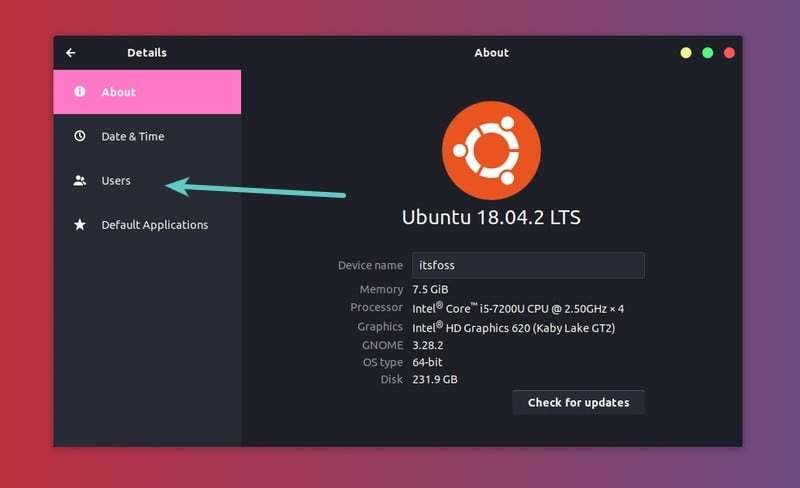 Details
About
About
Date & Time
Users
Default Applications
Ubuntu 18.04.2 LTS
Device name itsfoss
Memory 7.5 GiB
Processor Intel® Core™ i5-7200U CPU @ 2.50GHz × 4
Graphics Intel® HD Graphics 620 (Kaby Lake GT2)
GNOME 3.28.2
OS type 64-bit
Disk 231.9 GB
Check for updates